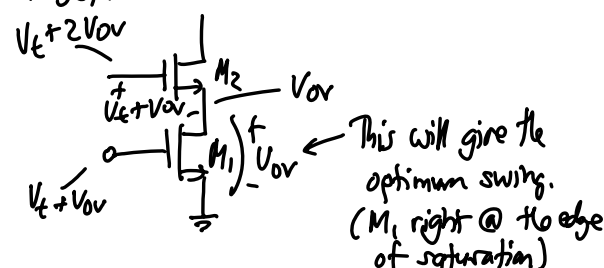 Vt+2Vov
M2
+
Vt+Vov -
Vov
M1
+
Vov
-
Vt+Vov
This will give the
optimum swing.
(M1 right @ the edge
of saturation)